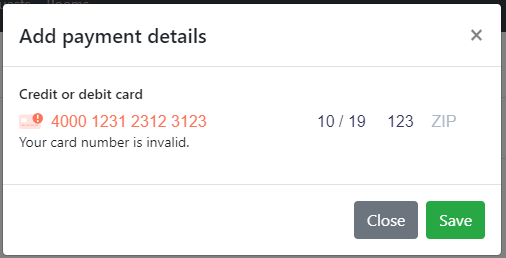 Add payment details ×
Credit or debit card
4000 1231 2312 3123 10 / 19 123 ZIP
Your card number is invalid.
Close Save